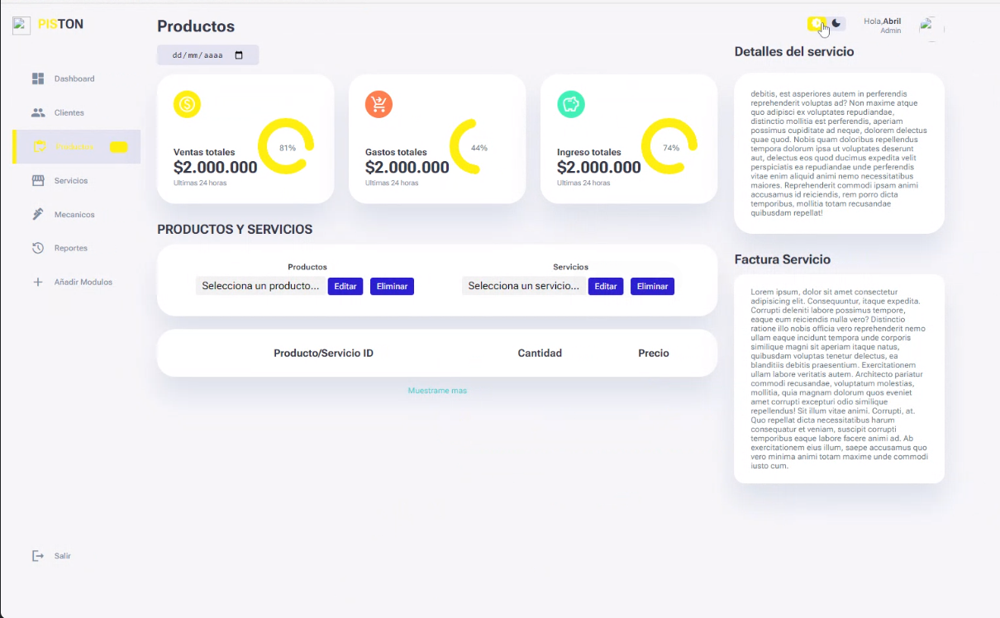 PISTON
Productos
Hola,Abril
Admin
dd/mm/aaaa
Dashboard
Clientes
Productos
Servicios
Mecanicos
Reportes
Añadir Modulos
Salir
Ventas totales
$2.000.000
Ultimas 24 horas
81%
Gastos totales
$2.000.000
Ultimas 24 horas
44%
Ingreso totales
$2.000.000
Ultimas 24 horas
74%
PRODUCTOS Y SERVICIOS
Productos
Selecciona un producto... Editar Eliminar
Servicios
Selecciona un servicio... Editar Eliminar
Producto/Servicio ID Cantidad Precio
Muestrame mas
Detalles del servicio
debitis, est asperiores autem in perferendis
reprehenderit voluptas ad? Non maxime atque
quo adipisci ex voluptates repudiandae,
distinctio mollitia est perferendis, aperiam
possimus cupiditate ad neque, dolorem delectus
quae quod. Nobis quam doloribus repellendus
tempora dolorum ipsa ut voluptates deserunt
aut, delectus eos quod ducimus expedita velit
perspiciatis ea repudiandae unde perferendis
vitae enim aliquid animi nemo necessitatibus
maiores. Reprehenderit commodi ipsam animi
accusamus id reiciendis, rem porro dicta
temporibus, mollitia totam recusandae
quibusdam repellat!
Factura Servicio
Lorem ipsum, dolor sit amet consectetur
adipisicing elit. Consequuntur, itaque expedita.
Corrupti deleniti labore possimus tempore,
eaque eum reiciendis nulla vero? Distinctio
ratione illo nobis officia vero reprehenderit nemo
ullam eaque incidunt tempora unde corporis
similique magni sit aperiam itaque natus,
quibusdam voluptas tenetur delectus, ea
blanditiis debitis praesentium. Exercitationem
ullam labore veritatis autem. Architecto pariatur
commodi recusandae, voluptatum molestias,
mollitia, quia magnam dolorum quos eveniet
amet corrupti excepturi odio similique
repellendus! Sit illum vitae animi. Corrupti, at.
Quo repellat dicta necessitatibus harum
consequatur et veniam, suscipit corrupti
temporibus eaque labore facere animi ad. Ab
exercitationem eius illum, saepe accusamus quo
vero minima animi totam maxime unde commodi
iusto cum.